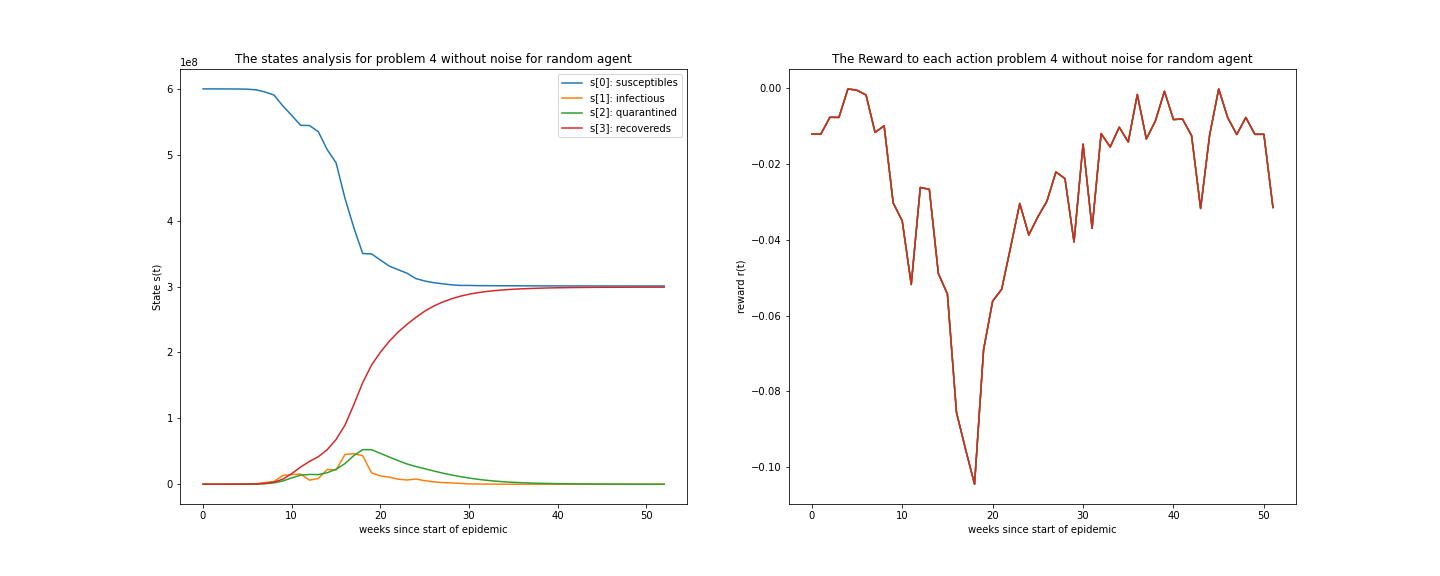 The states analysis for problem 4 without noise for random agent
1e8
6
5
4
3
2
1
0
State s(t)
s[0]: susceptibles
s[1]: infectious
s[2]: quarantined
s[3]: recovereds
0 10 20 30 40 50
weeks since start of epidemic
The Reward to each action problem 4 without noise for random agent
0.00
−0.02
−0.04
−0.06
−0.08
−0.10
reward r(t)
0 10 20 30 40 50
weeks since start of epidemic